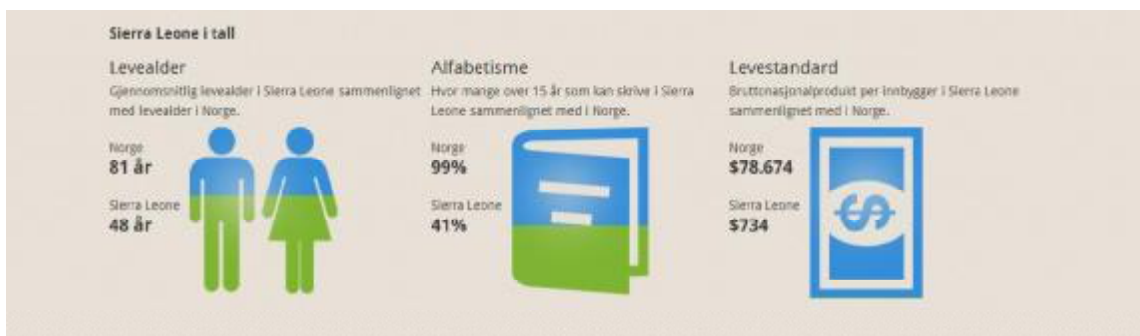 Sierra Leone i tall
Levealder
Gjennomsnitlig levealder i Sierra Leone sammenlignet
med levealder i Norge.
Norge
81 år
Sierra Leone
48 år
Alfabetisme
Hvor mange over 15 år som kan skrive i Sierra
Leone sammenlignet med i Norge.
Norge
99%
Sierra Leone
41%
Levestandard
Bruttonasjonalprodukt per innbygger i Sierra Leone
sammenlignet med i Norge.
Norge
$78.674
Sierra Leone
$734
$